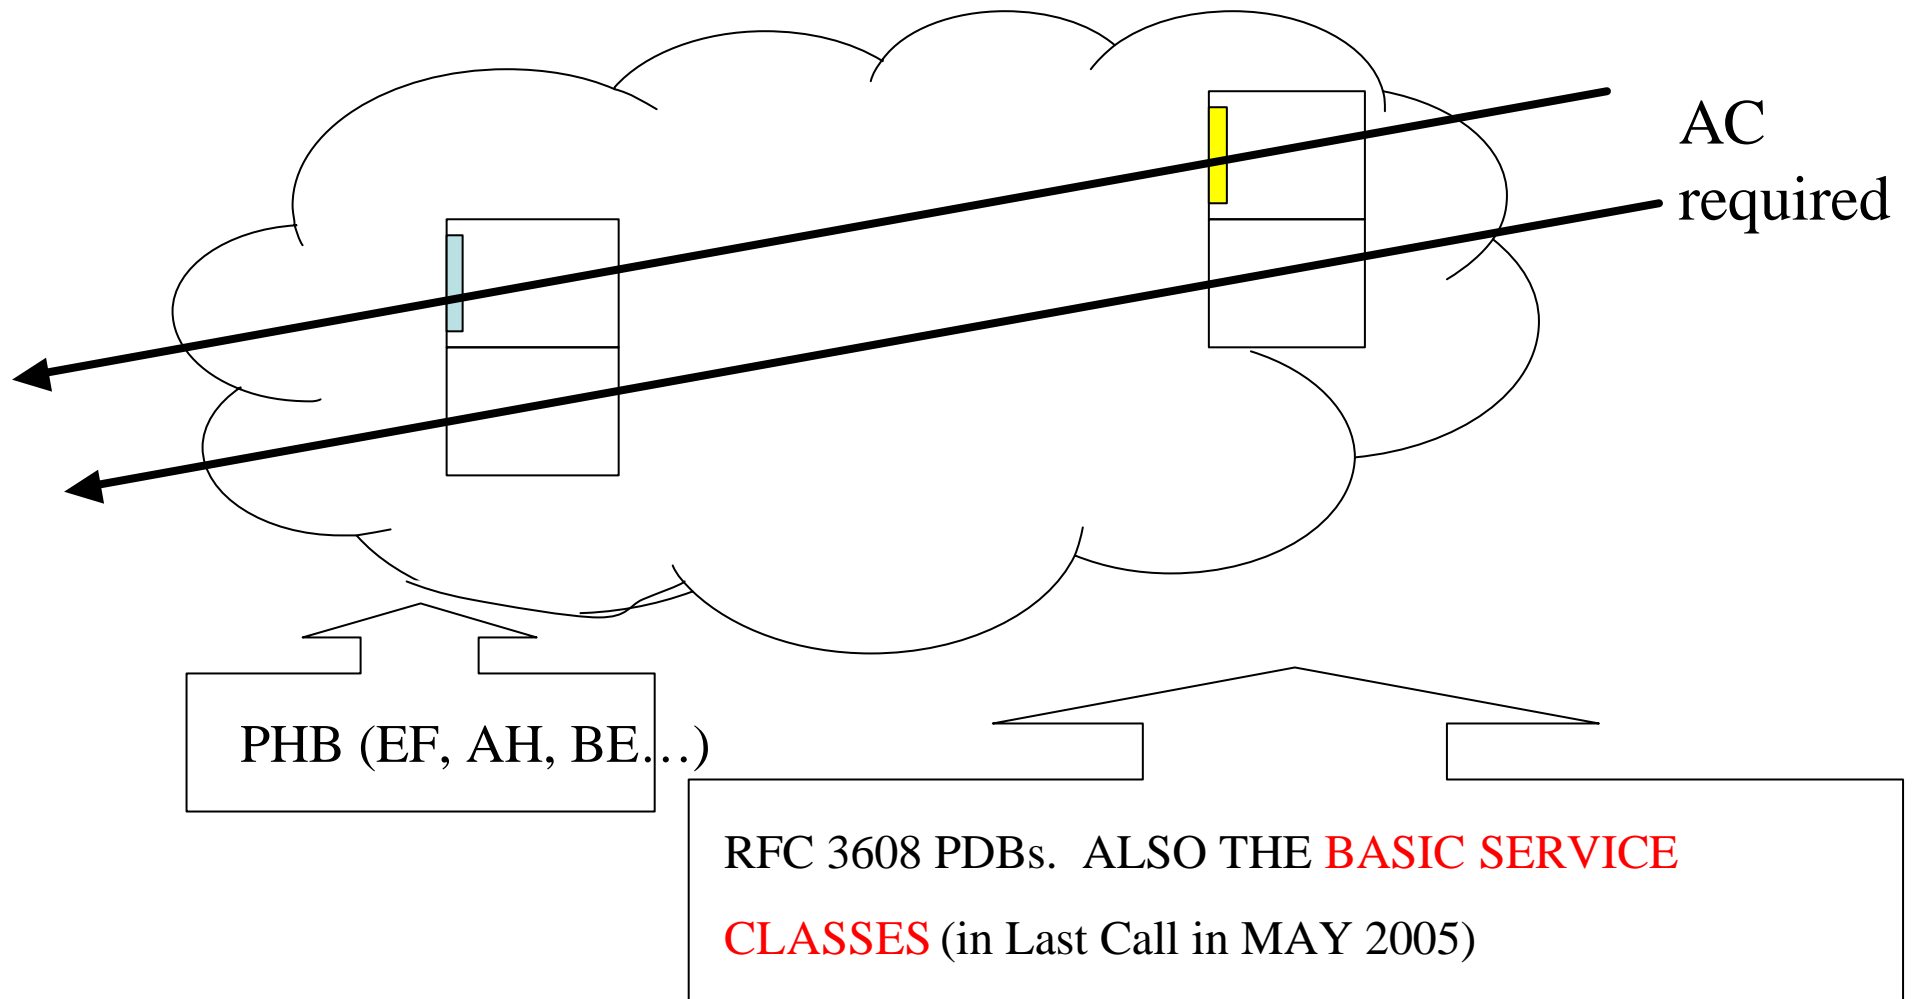 AC
required
PHB (EF, AH, BE…)
RFC 3608 PDBs. ALSO THE BASIC SERVICE
CLASSES (in Last Call in MAY 2005)